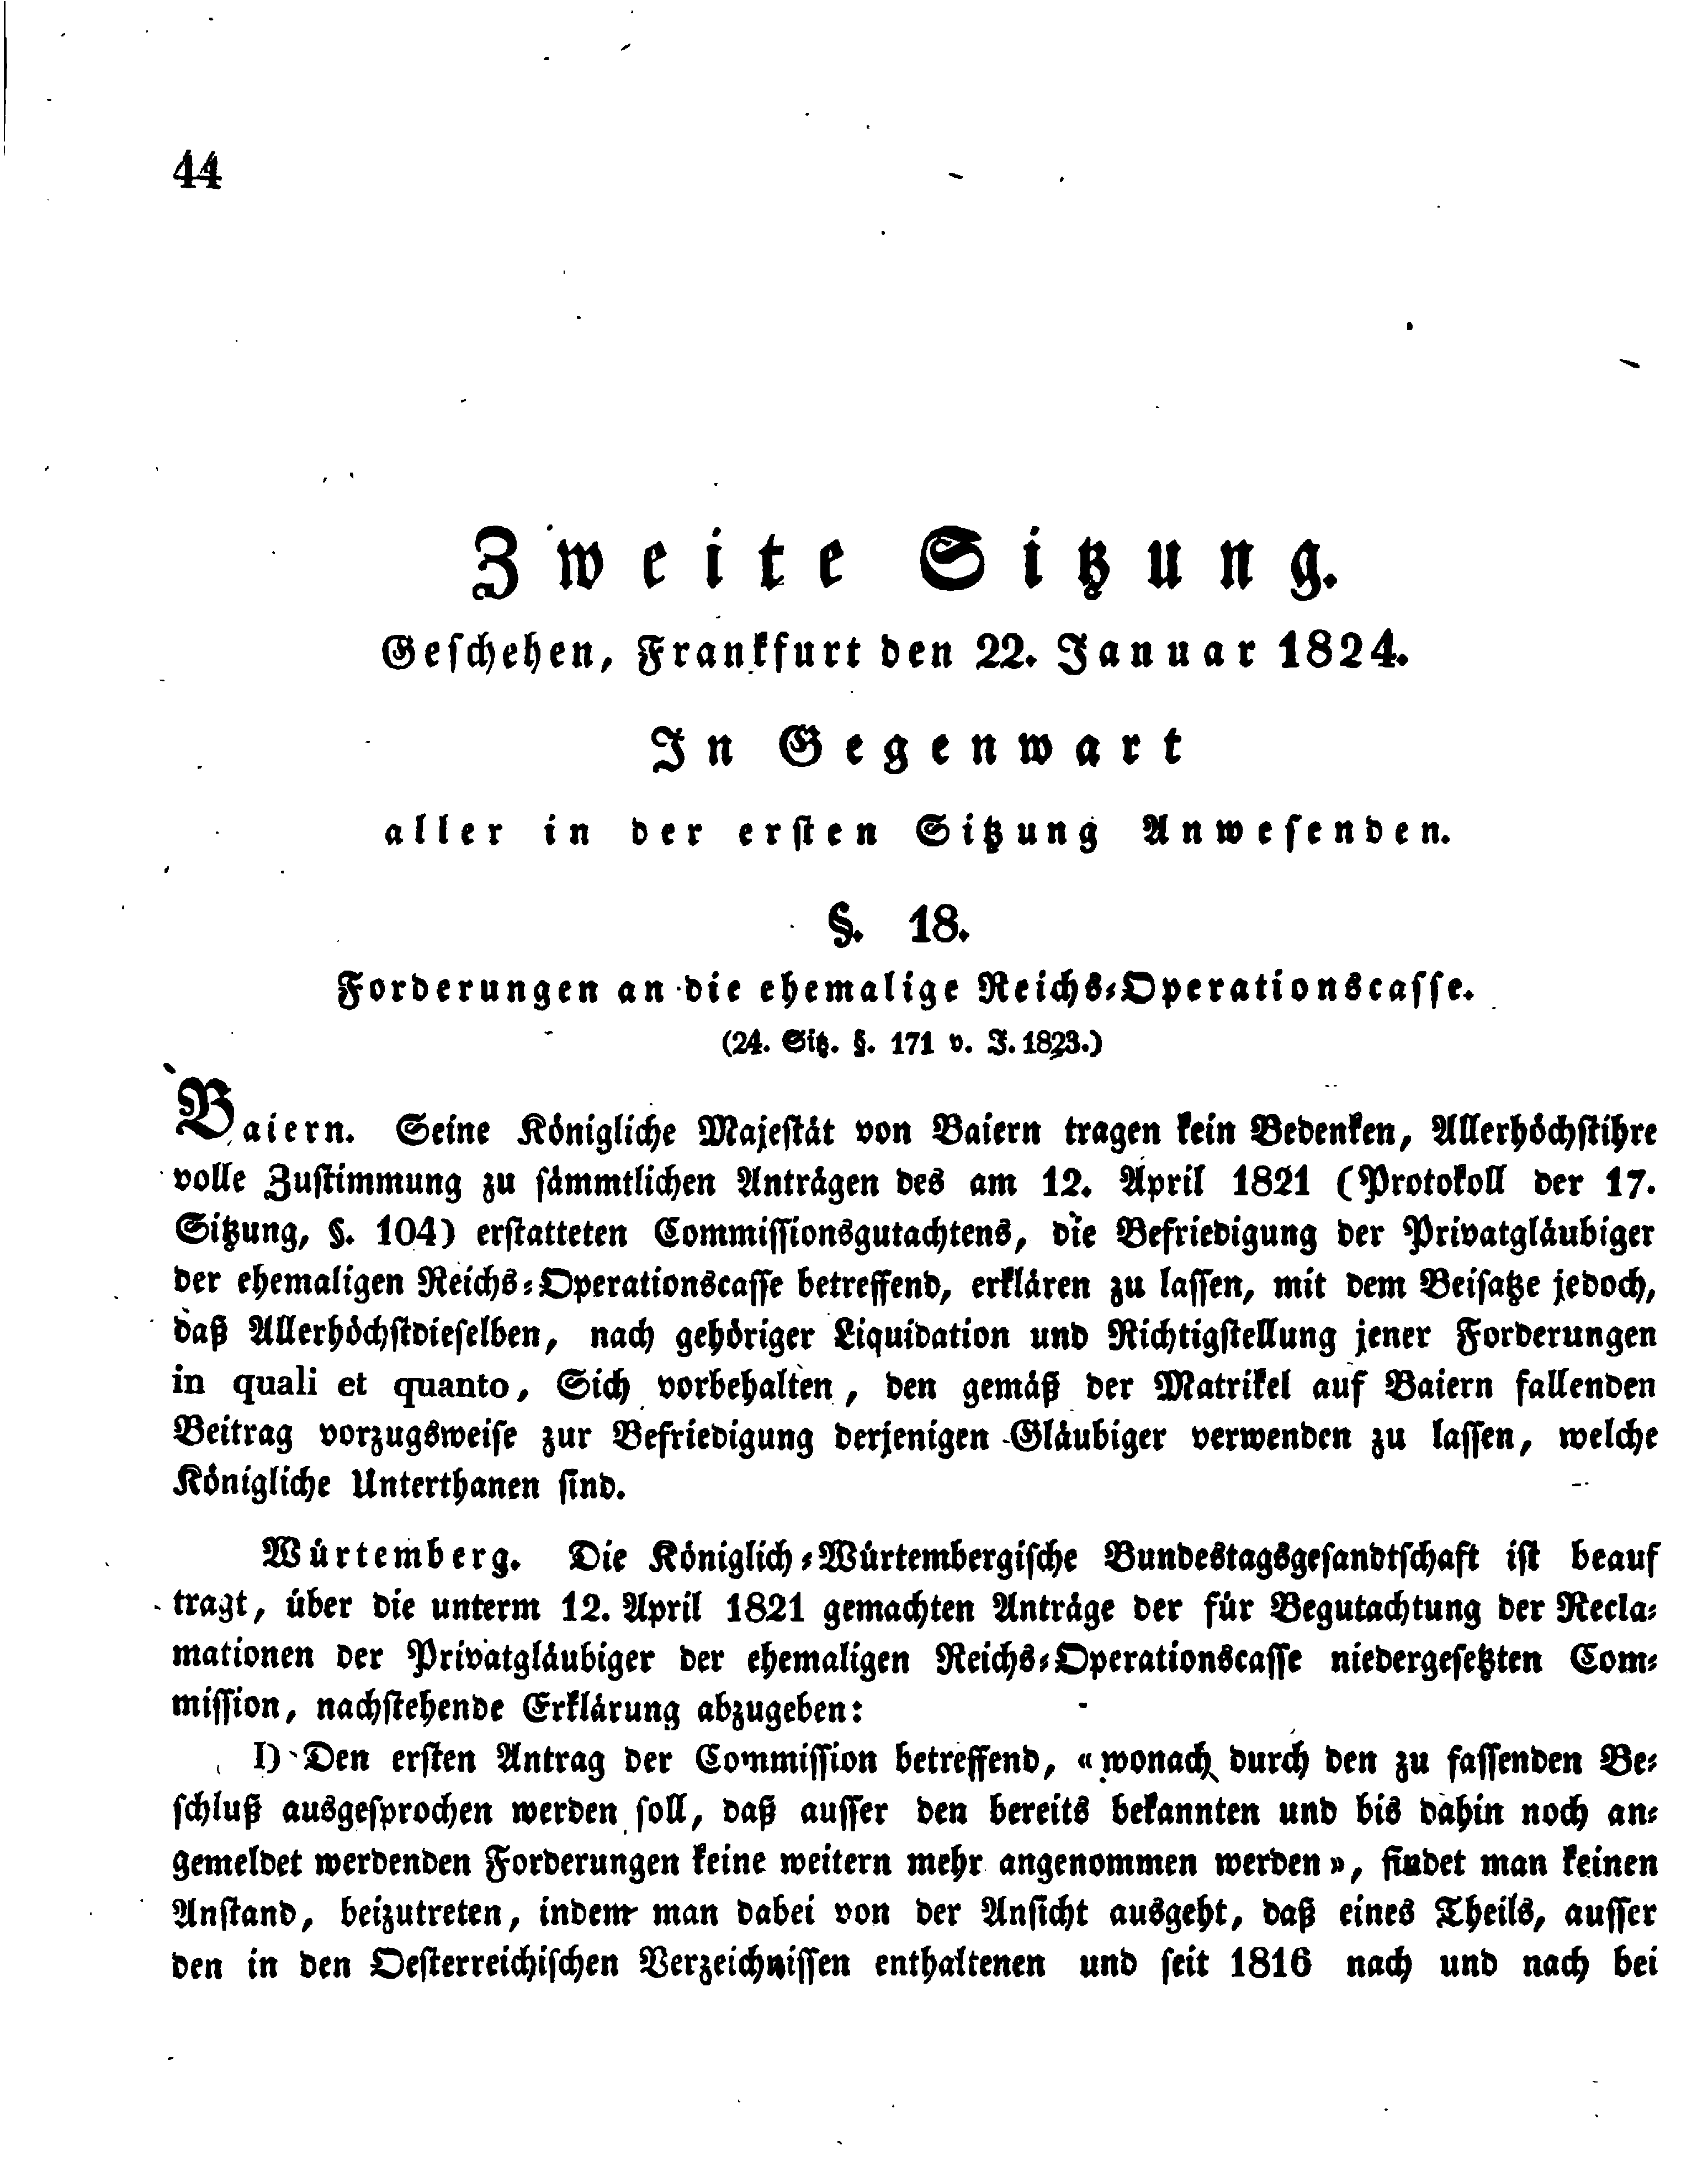 44
Zweite Sitzung.
Geschehen, Frankfurt den 22. Januar 1824.
In Gegenwart
aller in der ersten Sitzung Anwesenden.
§. 18.
Forderungen an die ehemalige Reichs-Operationscasse.
(24. Sitz. §. 171 v. J. 1823.)
Baiern. Seine Königliche Majestät von Baiern tragen kein Bedenken, Allerhöchstihre
volle Zustimmung zu sämmtlichen Anträgen des am 12. April 1821 (Protokoll der 17.
Sitzung, §. 104) erstatteten Commissionsgutachtens, die Befriedigung der Privatgläubiger
der ehemaligen Reichs-Operationscasse betreffend, erklären zu lassen, mit dem Beisatze jedoch,
daß Allerhöchstdieselben, nach gehöriger Liquidation und Richtigstellung jener Forderungen
in quali et quanto, Sich vorbehalten, den gemäß der Matrikel auf Baiern fallenden
Beitrag vorzugsweise zur Befriedigung derjenigen Gläubiger verwenden zu lassen, welche
Königliche Unterthanen sind.
Würtemberg. Die Königlich-Würtembergische Bundestagsgesandtschaft ist beauf
tragt, über die unterm 12. April 1821 gemachten Anträge der für Begutachtung der Recla-
mationen der Privatgläubiger der ehemaligen Reichs-Operationscasse niedergesetzten Com-
mission, nachstehende Erklärung abzugeben:
I) Den ersten Antrag der Commission betreffend, «wonach durch den zu fassenden Be-
schluß ausgesprochen werden soll, daß ausser den bereits bekannten und bis dahin noch an-
gemeldet werdenden Forderungen keine weitern mehr angenommen werden», findet man keinen
Anstand, beizutreten, indem man dabei von der Ansicht ausgeht, daß eines Theils, ausser
den in den Oesterreichischen Verzeichnissen enthaltenen und seit 1816 nach und nach bei